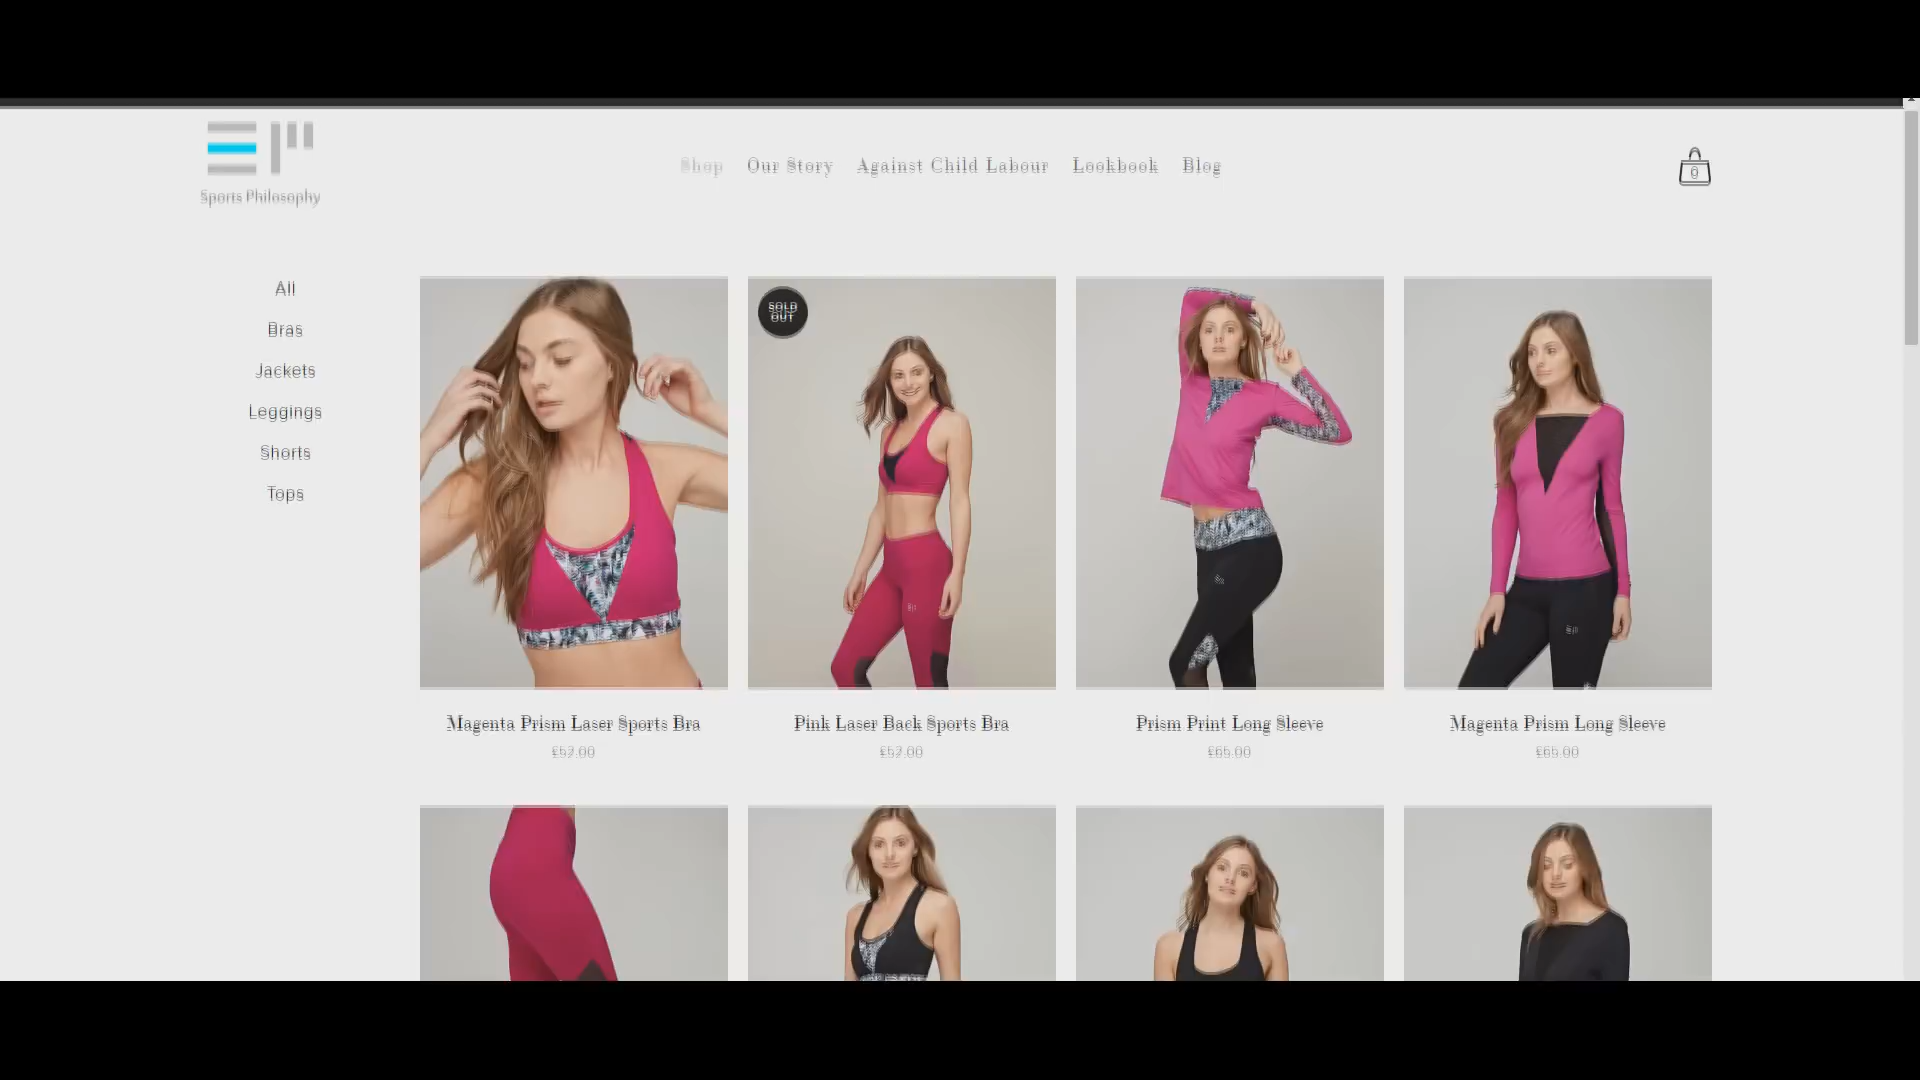 Sports Philosophy
Shop Our Story Against Child Labour Lookbook Blog
0
All
Bras
Jackets
Leggings
Shorts
Tops
SOLD
OUT
Magenta Prism Laser Sports Bra
£52.00
Pink Laser Back Sports Bra
£52.00
Prism Print Long Sleeve
£65.00
Magenta Prism Long Sleeve
£65.00